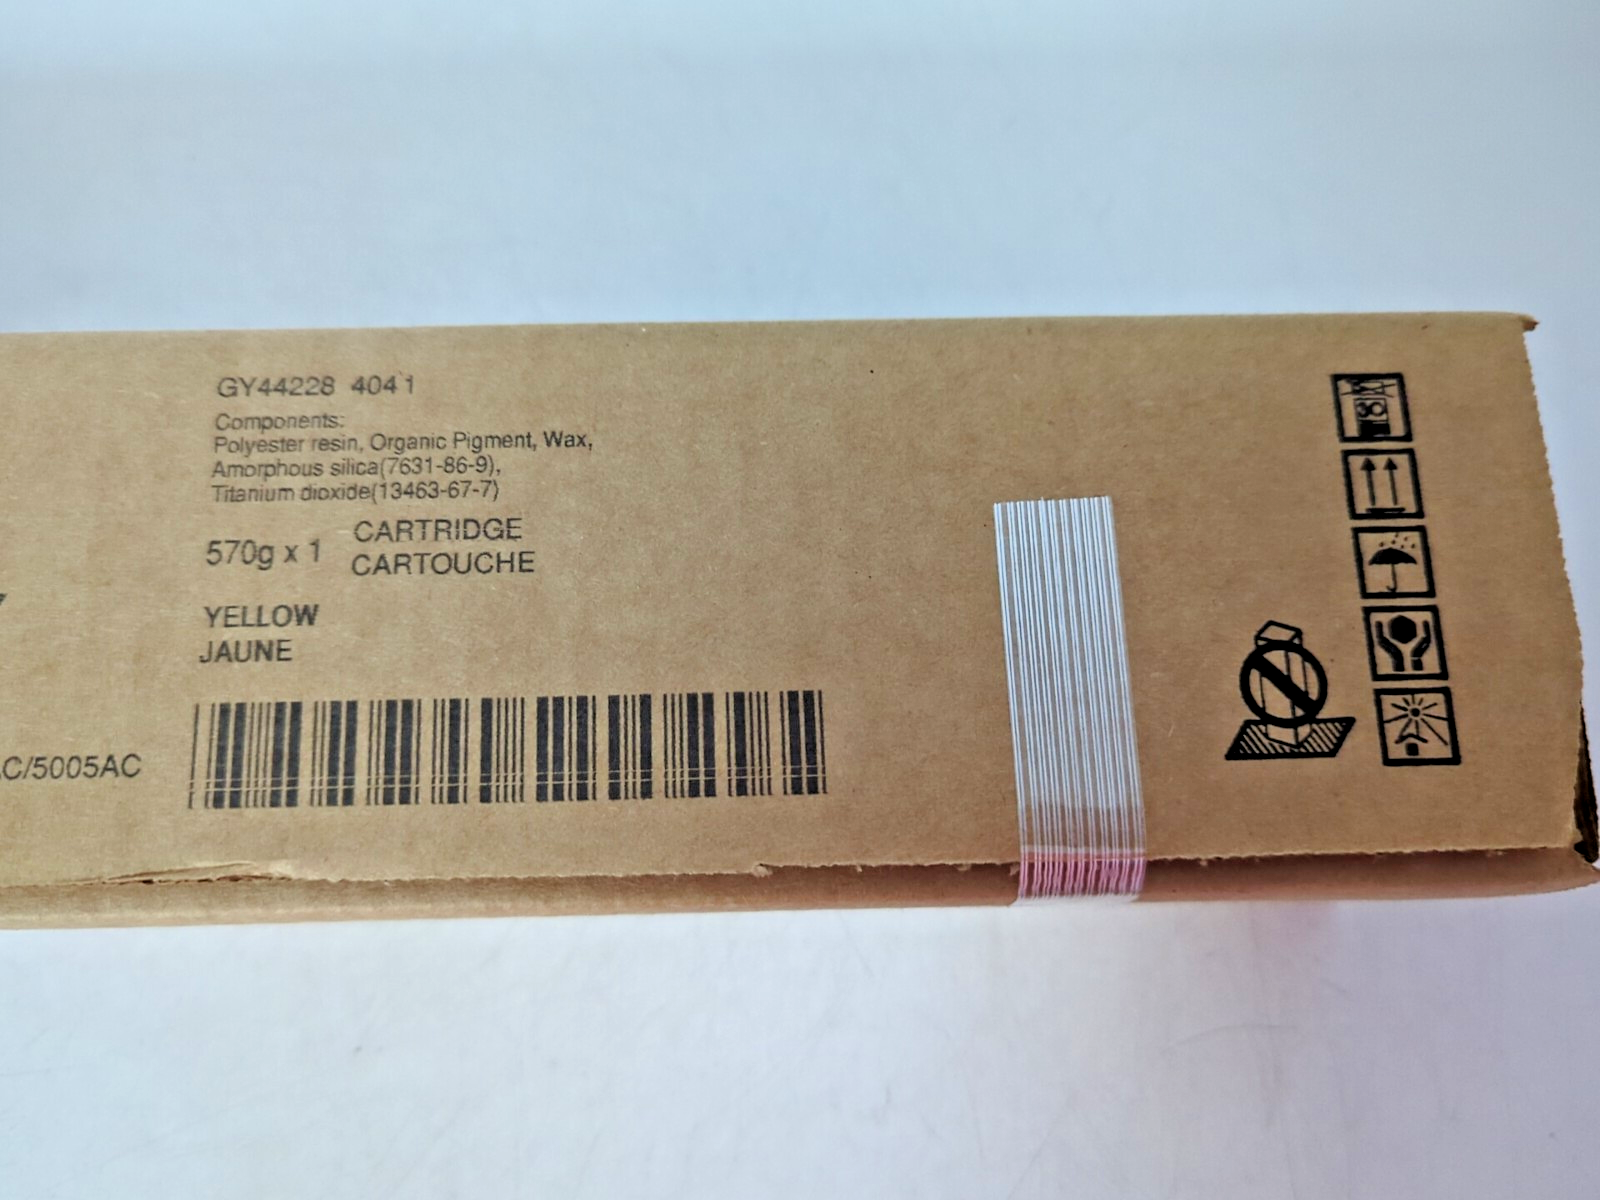 GY44228 4041
Components:
Polyester resin, Organic Pigment, Wax,
Amorphous silica(7631-86-9),
Titanium dioxide(13463-67-7)
570g x 1 CARTRIDGE
CARTOUCHE
YELLOW
JAUNE
C/5005AC
30